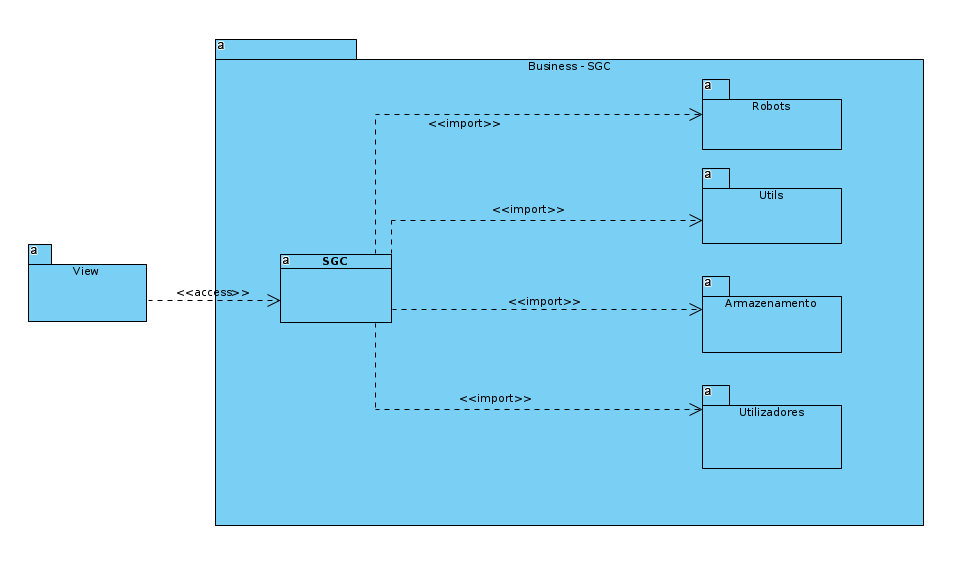 a
Business - SGC
a
Robots
<<import>>
a
Utils
<<import>>
a
View
a
SGC
<<access>>
a
Armazenamento
<<import>>
a
Utilizadores
<<import>>